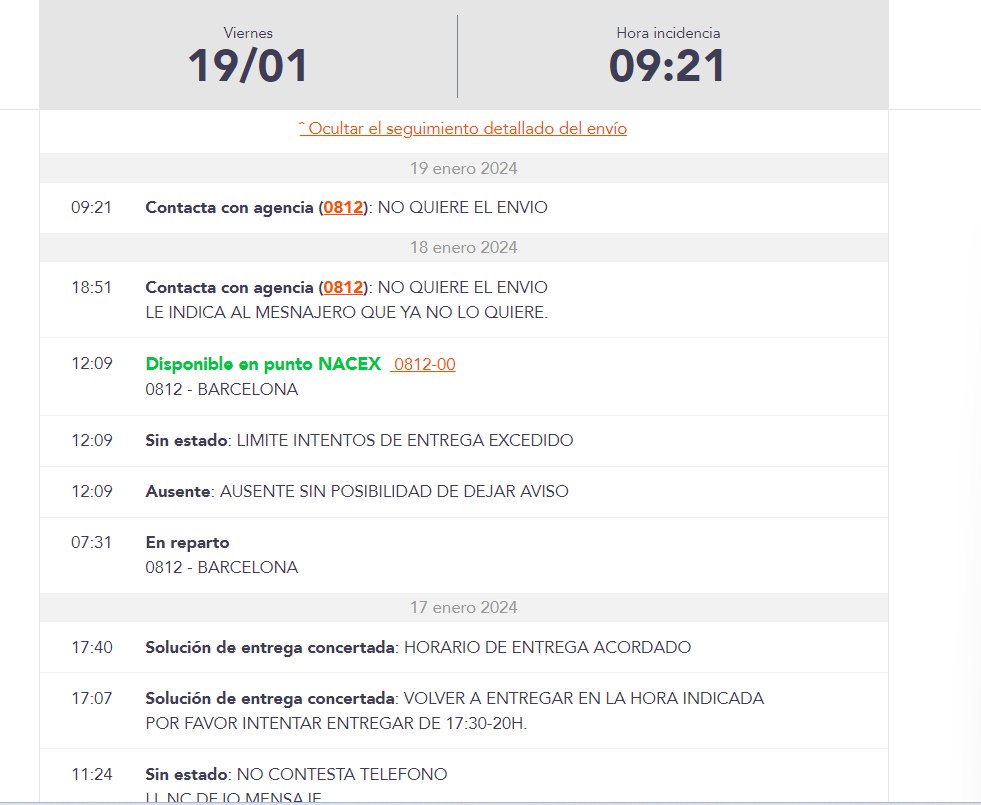 Viernes
19/01
Hora incidencia
09:21
ˆ Ocultar el seguimiento detallado del envío
19 enero 2024
09:21 Contacta con agencia (0812): NO QUIERE EL ENVIO
18 enero 2024
18:51 Contacta con agencia (0812): NO QUIERE EL ENVIO
LE INDICA AL MESNAJERO QUE YA NO LO QUIERE.
12:09 Disponible en punto NACEX 0812-00
0812 - BARCELONA
12:09 Sin estado: LIMITE INTENTOS DE ENTREGA EXCEDIDO
12:09 Ausente: AUSENTE SIN POSIBILIDAD DE DEJAR AVISO
07:31 En reparto
0812 - BARCELONA
17 enero 2024
17:40 Solución de entrega concertada: HORARIO DE ENTREGA ACORDADO
17:07 Solución de entrega concertada: VOLVER A ENTREGAR EN LA HORA INDICADA
POR FAVOR INTENTAR ENTREGAR DE 17:30-20H.
11:24 Sin estado: NO CONTESTA TELEFONO
LL NC DEJO MENSAJE